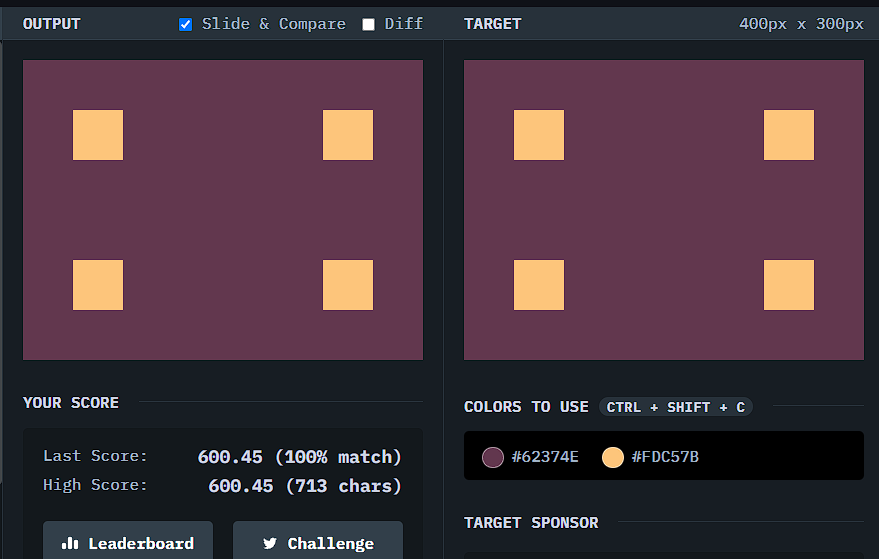 OUTPUT
Slide & Compare
Diff
TARGET
400px x 300px
YOUR SCORE
Last Score: 600.45 (100% match)
High Score: 600.45 (713 chars)
Leaderboard
Challenge
COLORS TO USE
CTRL + SHIFT + C
#62374E
#FDC57B
TARGET SPONSOR